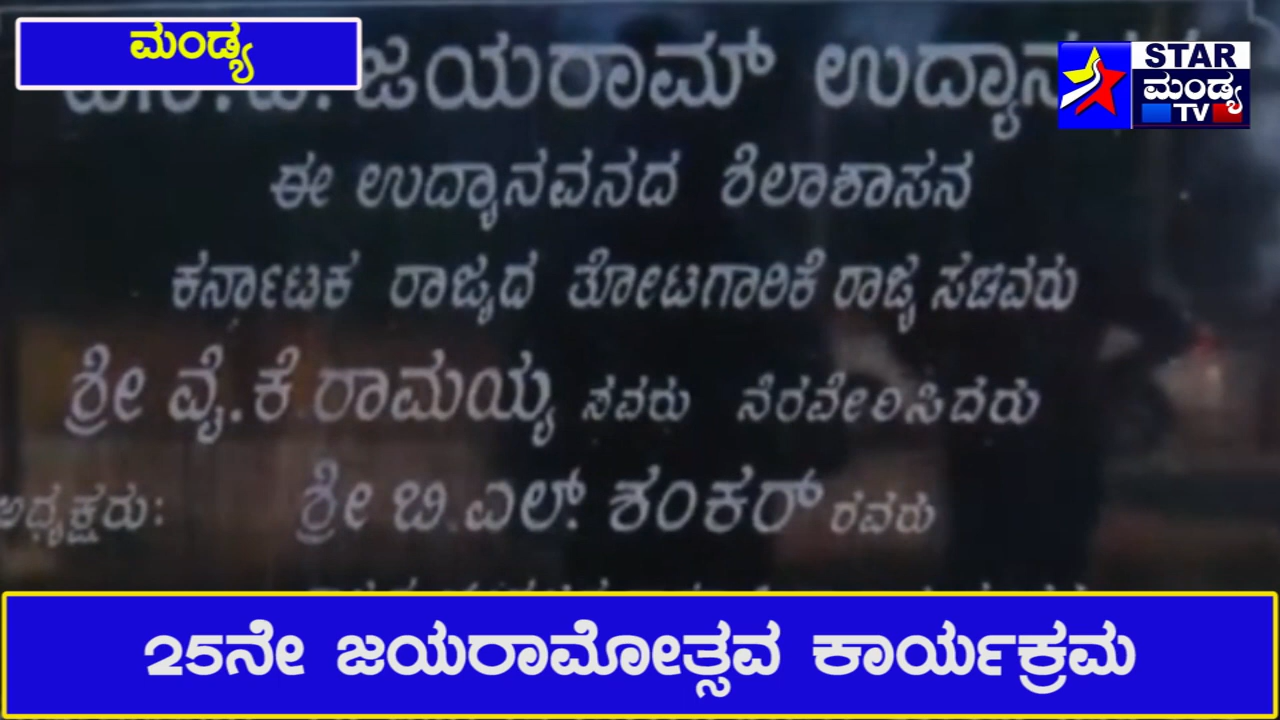 ಮಂಡ್ಯ
STAR
ಮಂಡ್ಯ
TV
ಜಯರಾಮ್ ಉದ್ಯಾನ
ಈ ಉದ್ಯಾನವನದ ಶಿಲಾಶಾಸನ
ಕರ್ನಾಟಕ ರಾಜ್ಯದ ತೋಟಗಾರಿಕೆ ರಾಜ್ಯ ಸಚಿವರು
ಶ್ರೀ ವೈ.ಕೆ.ರಾಮಯ್ಯ ನವರು ನೆರವೇರಿಸಿದರು
ಅಧ್ಯಕ್ಷರು: ಶ್ರೀ ಬಿ.ಎಲ್. ಶಂಕರ್ ರವರು
25ನೇ ಜಯರಾಮೋತ್ಸವ ಕಾರ್ಯಕ್ರಮ